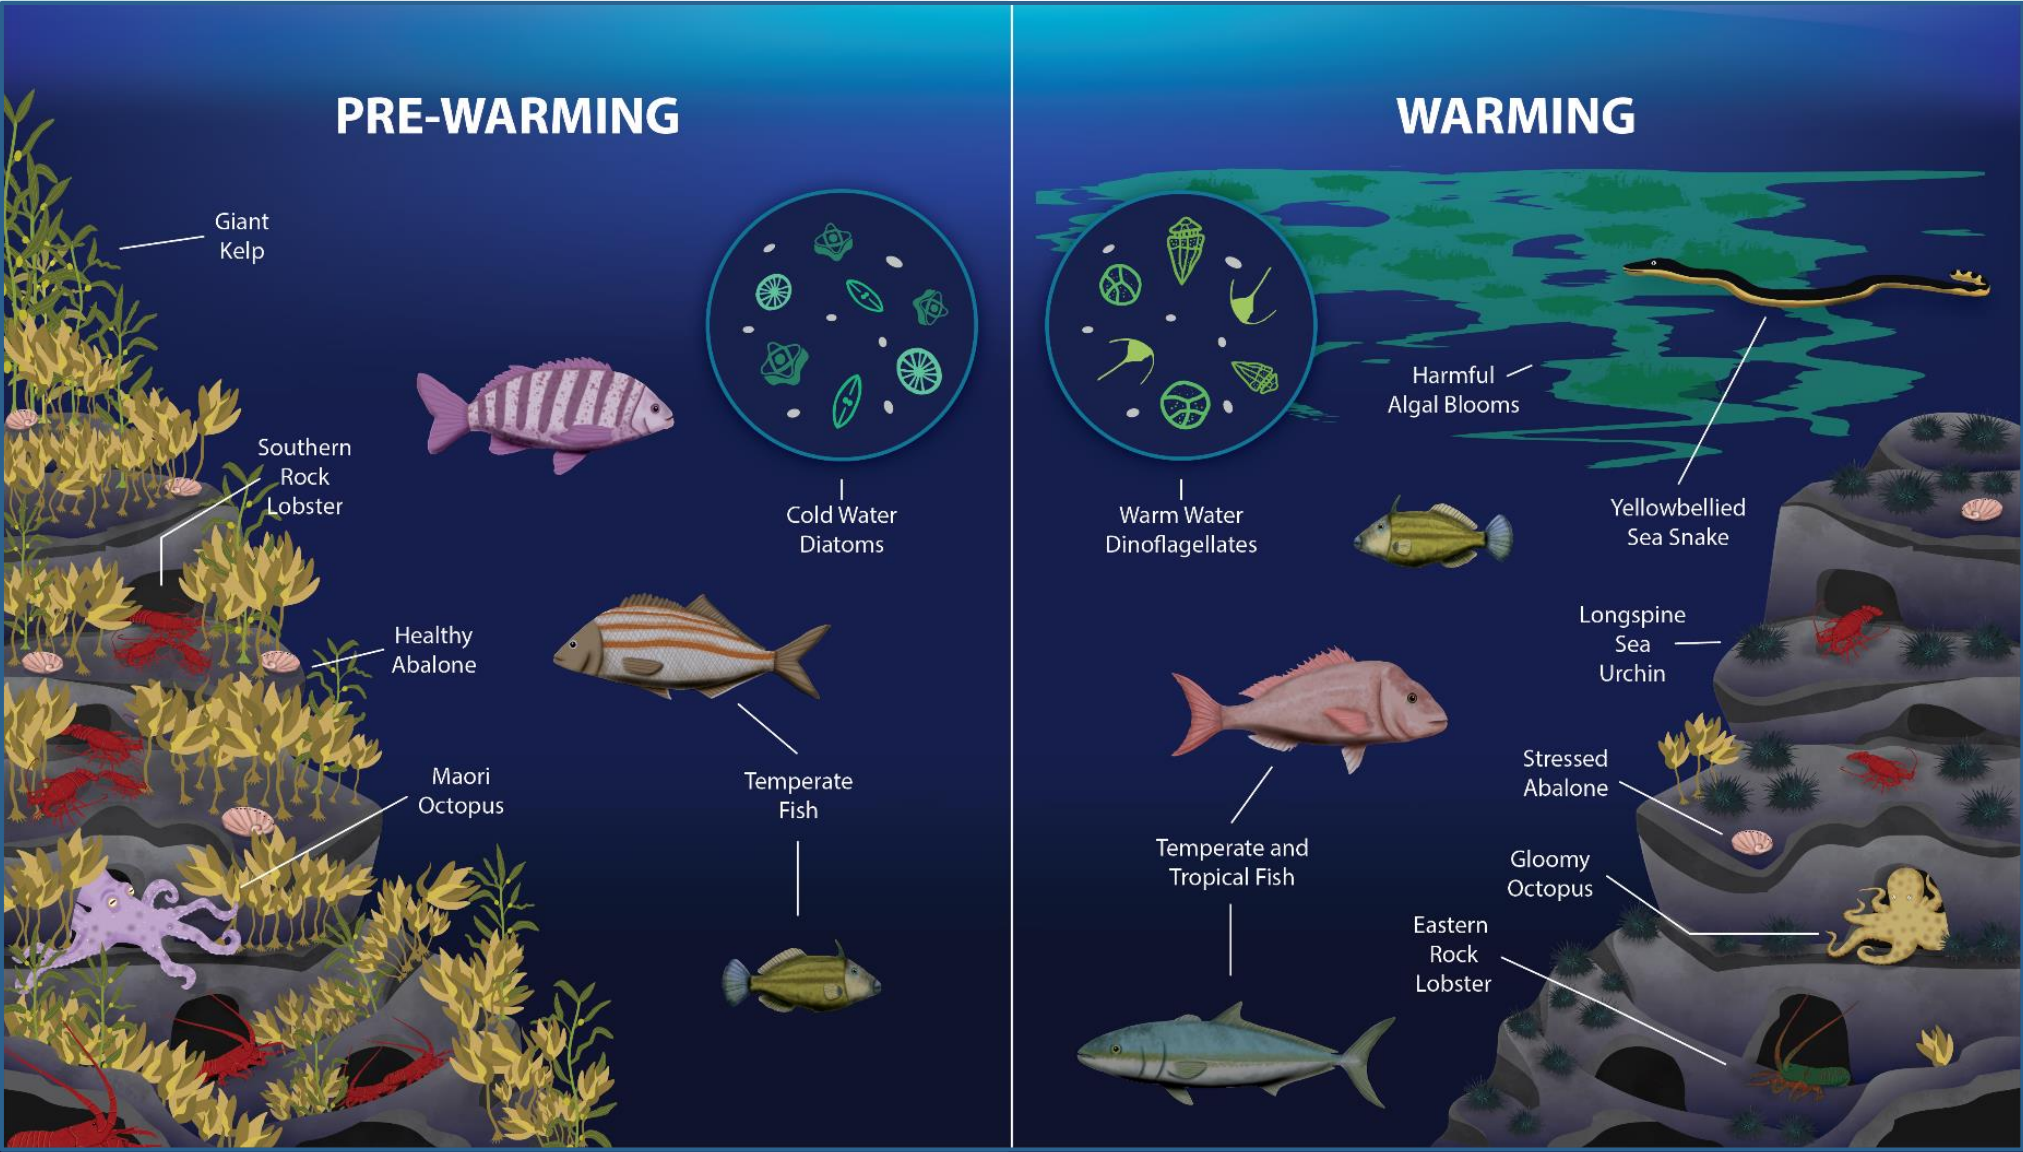 PRE-WARMING
Giant
Kelp
Southern
Rock
Lobster
Cold Water
Diatoms
Healthy
Abalone
Maori
Octopus
Temperate
Fish
WARMING
Harmful
Algal Blooms
Warm Water
Dinoflagellates
Yellowbellied
Sea Snake
Longspine
Sea
Urchin
Stressed
Abalone
Temperate and
Tropical Fish
Gloomy
Octopus
Eastern
Rock
Lobster